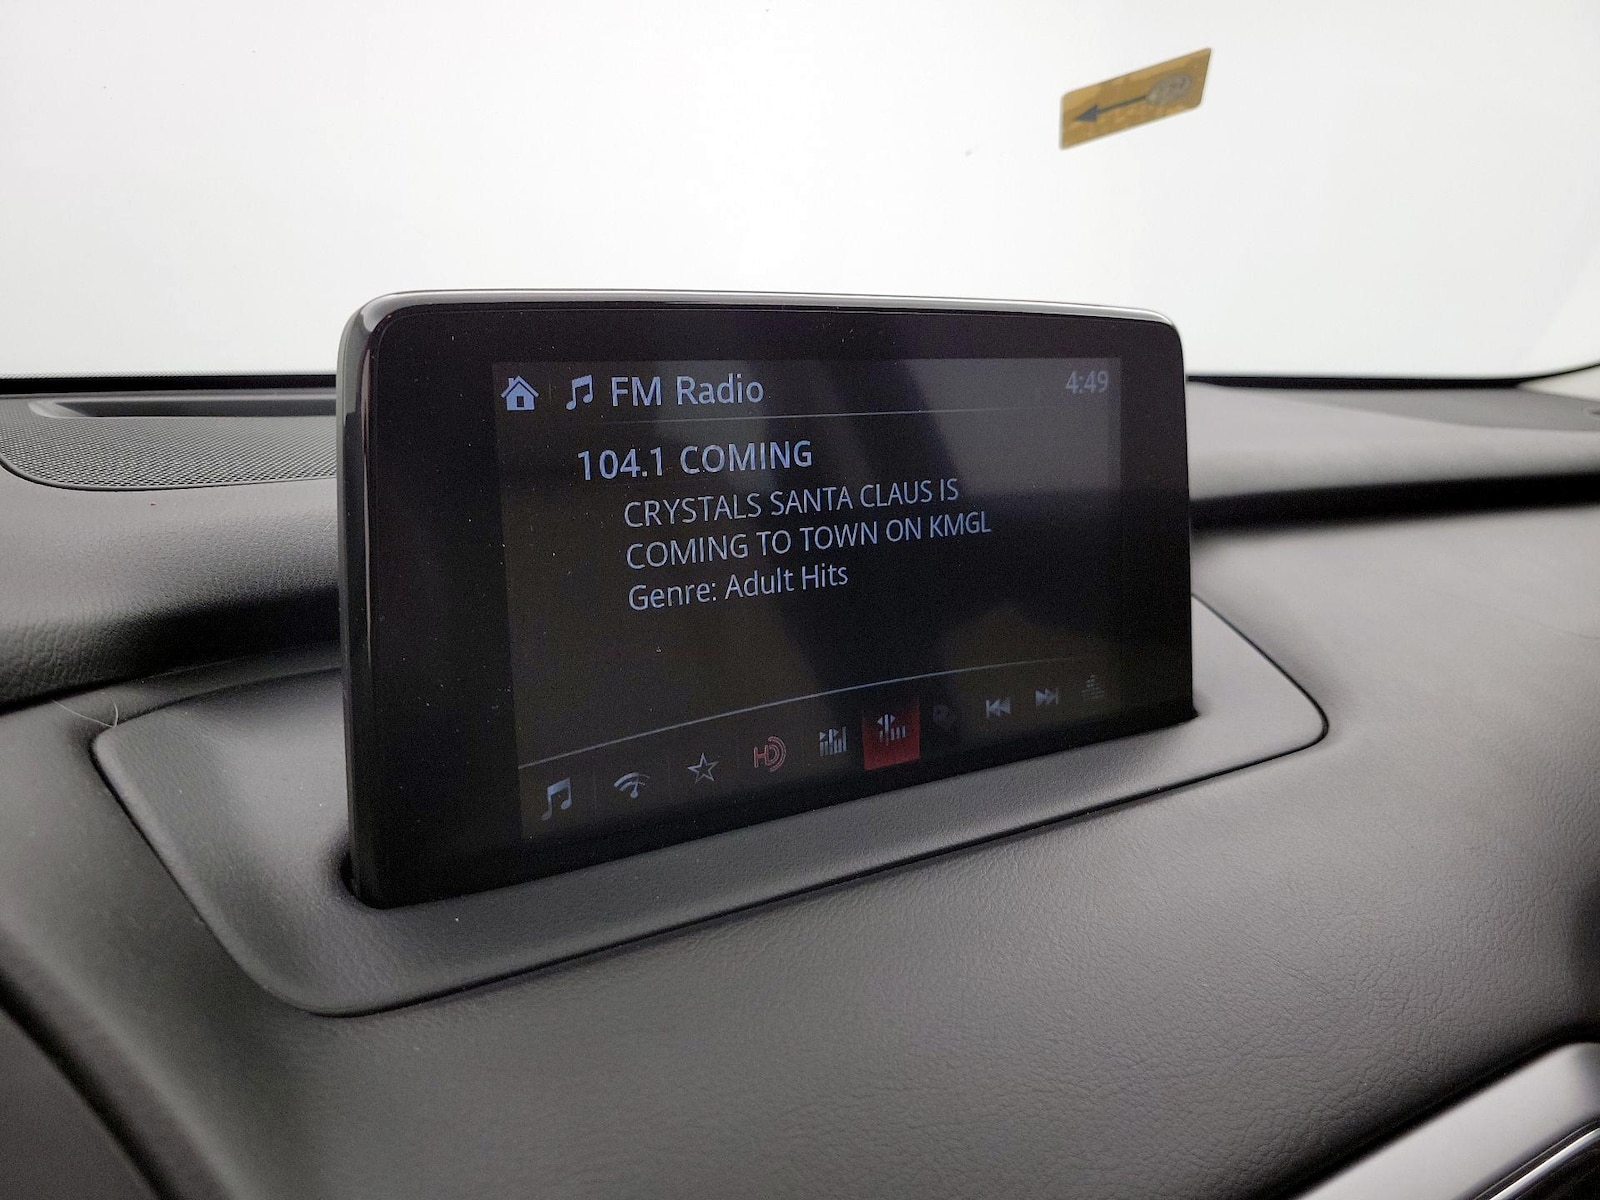 FM Radio
4:49
104.1 COMING
CRYSTALS SANTA CLAUS IS
COMING TO TOWN ON KMGL
Genre: Adult Hits
HD